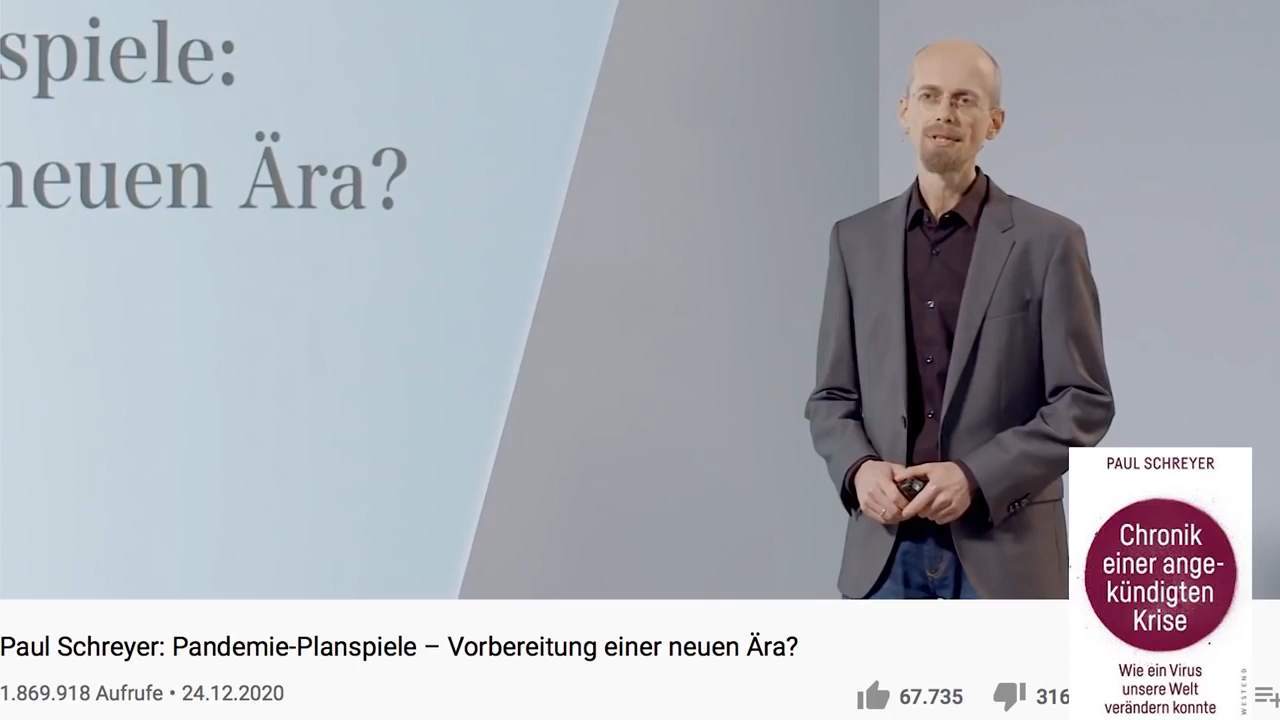 spiele:
neuen Ära?
Paul Schreyer: Pandemie-Planspiele – Vorbereitung einer neuen Ära?
1.869.918 Aufrufe • 24.12.2020
67.735
316
PAUL SCHREYER
Chronik
einer ange-
kündigten
Krise
Wie ein Virus
unsere Welt
verändern konnte
WESTEND